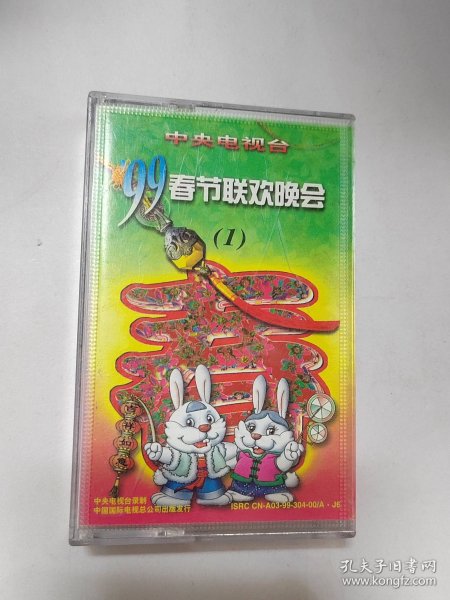 中央电视台
'99春节联欢晚会
(1)
春
中央电视台录制
中国国际电视总公司出版发行
ISRC CN-A03-99-304-00/A·J6
孔夫子旧书网
www.kongfz.com